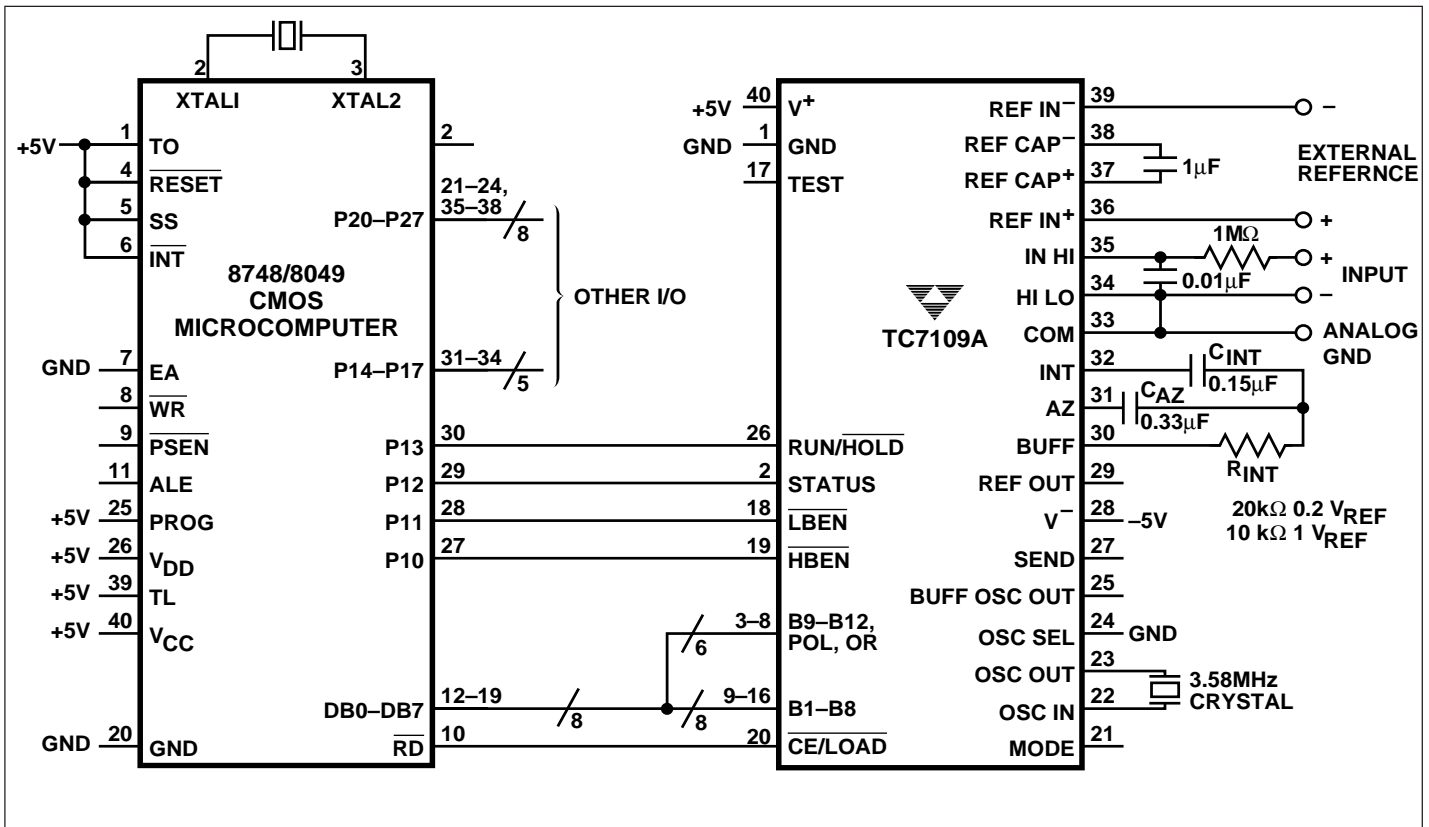 2
3
XTALI
XTAL2
+5V
1
TO
2
4
RESET
5
SS
6
INT
21–24,
35–38
P20–P27
8
8748/8049
CMOS
MICROCOMPUTER
OTHER I/O
GND
7
EA
P14–P17
31–34
5
8
WR
9
PSEN
P13
30
11
ALE
P12
29
+5V
25
PROG
P11
28
+5V
26
VDD
P10
27
+5V
39
TL
+5V
40
VCC
DB0–DB7
12–19
8
GND
20
GND
RD
10
+5V
40
V+
GND
1
GND
17
TEST
TC7109A
26
RUN/HOLD
2
STATUS
18
LBEN
19
HBEN
3–8
B9–B12,
POL, OR
6
9–16
B1–B8
8
20
CE/LOAD
REF IN–
39
–
REF CAP–
38
1µF
REF CAP+
37
EXTERNAL
REFERNCE
REF IN+
36
+
IN HI
35
1MΩ
+
0.01µF
INPUT
HI LO
34
–
COM
33
ANALOG
GND
INT
32
CINT
0.15µF
AZ
31
CAZ
0.33µF
BUFF
30
RINT
REF OUT
29
20kΩ 0.2 VREF
10 kΩ 1 VREF
V–
28
–5V
SEND
27
BUFF OSC OUT
25
OSC SEL
24
GND
OSC OUT
23
3.58MHz
CRYSTAL
OSC IN
22
MODE
21